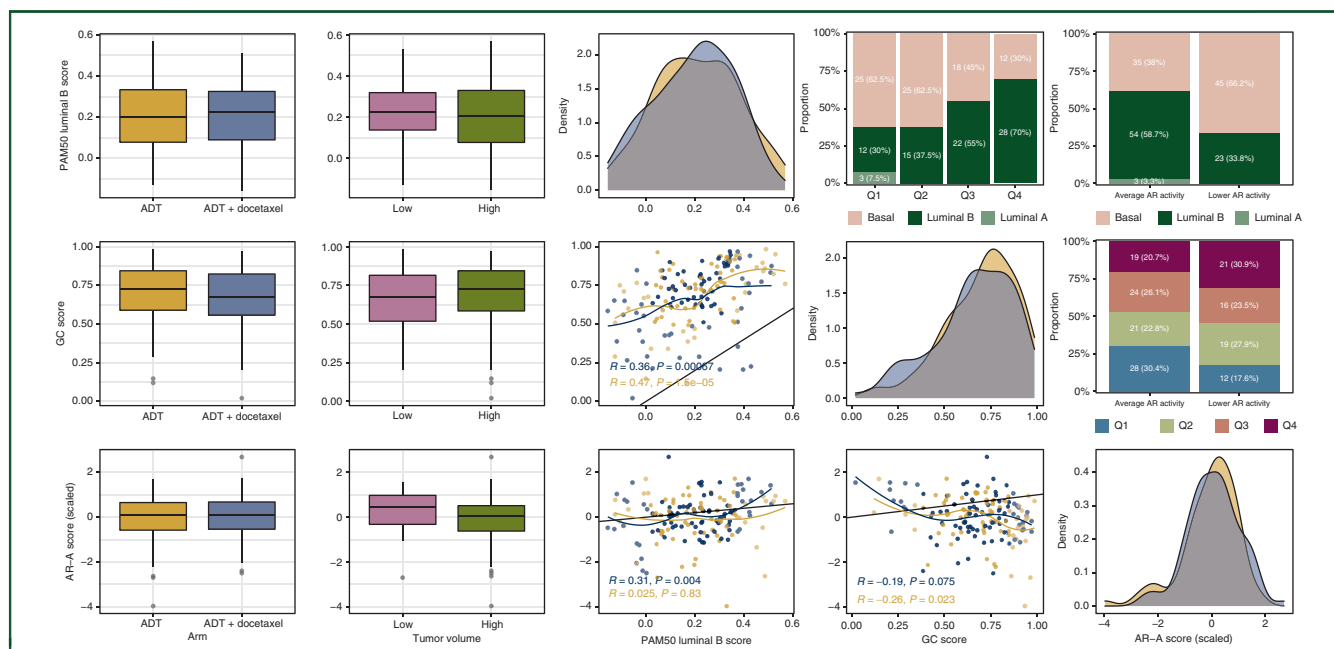 PAM50 luminal B score
0.6
0.4
0.2
0.0
ADT
ADT + docetaxel
0.6
0.4
0.2
0.0
Low
High
Density
2.0
1.5
1.0
0.5
0.0
0.0
0.2
0.4
0.6
Proportion
100%
75%
50%
25%
0%
25 (62.5%)
12 (30%)
3 (7.5%)
25 (62.5%)
15 (37.5%)
18 (45%)
22 (55%)
12 (30%)
28 (70%)
Q1
Q2
Q3
Q4
Basal
Luminal B
Luminal A
Proportion
100%
75%
50%
25%
0%
35 (38%)
54 (58.7%)
3 (3.3%)
45 (66.2%)
23 (33.8%)
Average AR activity
Lower AR activity
Basal
Luminal B
Luminal A
GC score
1.00
0.75
0.50
0.25
0.00
ADT
ADT + docetaxel
1.00
0.75
0.50
0.25
0.00
Low
High
1.00
0.75
0.50
0.25
0.00
R = 0.36, P = 0.00067
R = 0.47, P = 1.5e−05
0.0
0.2
0.4
0.6
Density
2.0
1.5
1.0
0.5
0.0
0.00
0.25
0.50
0.75
1.00
Proportion
100%
75%
50%
25%
0%
19 (20.7%)
24 (26.1%)
21 (22.8%)
28 (30.4%)
21 (30.9%)
16 (23.5%)
19 (27.9%)
12 (17.6%)
Average AR activity
Lower AR activity
Q1
Q2
Q3
Q4
AR−A score (scaled)
2
0
−2
−4
ADT
ADT + docetaxel
Arm
2
0
−2
−4
Low
High
Tumor volume
2
0
−2
−4
R = 0.31, P = 0.004
R = 0.025, P = 0.83
0.0
0.2
0.4
0.6
PAM50 luminal B score
2
0
−2
−4
R = −0.19, P = 0.075
R = −0.26, P = 0.023
0.00
0.25
0.50
0.75
1.00
GC score
Density
0.4
0.3
0.2
0.1
0.0
−4
−2
0
2
AR−A score (scaled)